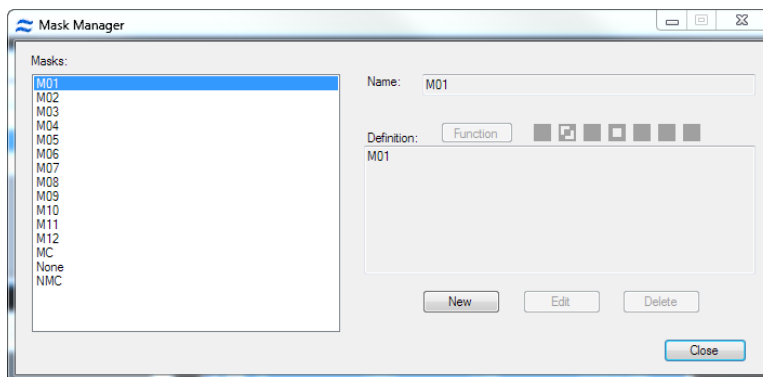 Mask Manager
Masks:
M01
M02
M03
M04
M05
M06
M07
M08
M09
M10
M11
M12
MC
None
NMC
Name: M01
Definition: Function
M01
New Edit Delete
Close